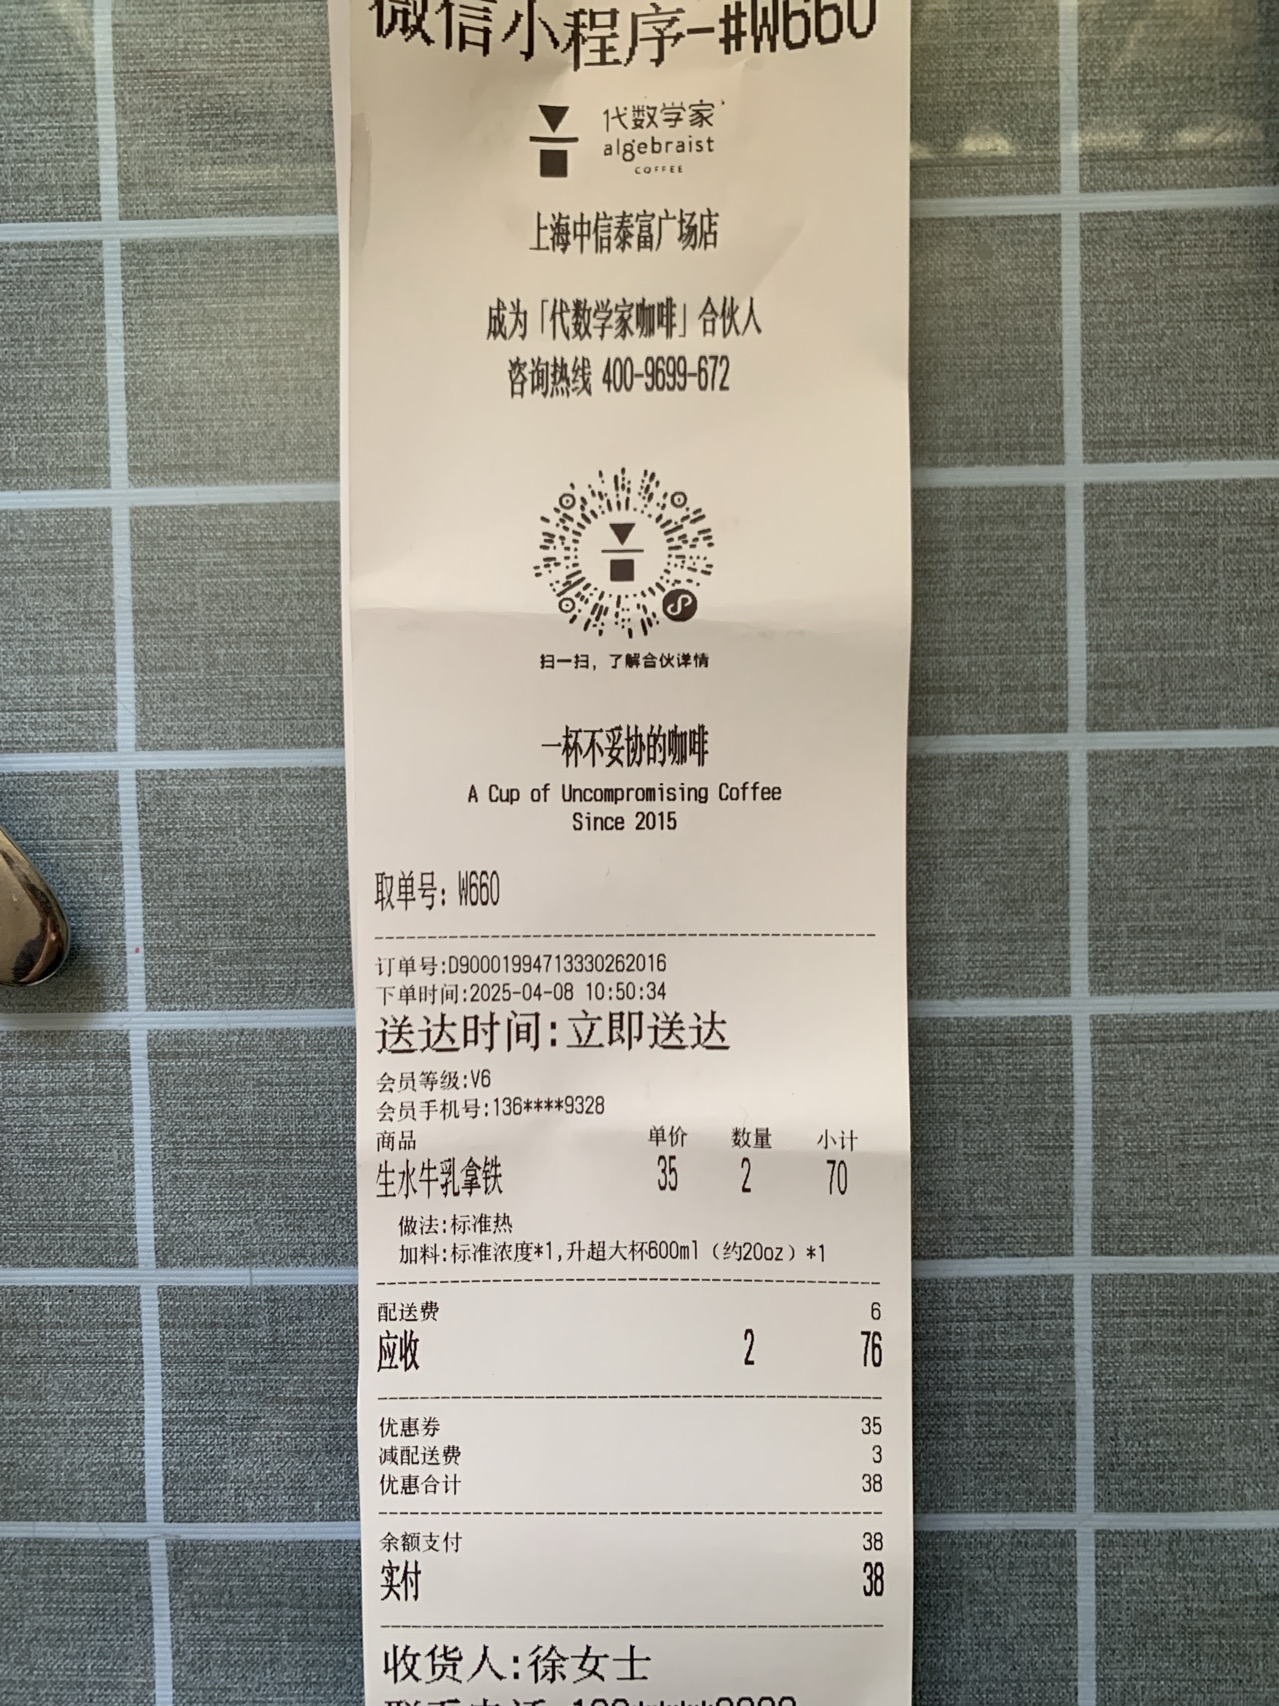 微信小程序-#W660
代数学家
algebraist
COFFEE
上海中信泰富广场店
成为「代数学家咖啡」合伙人
咨询热线 400-9699-672
扫一扫，了解合伙详情
一杯不妥协的咖啡
A Cup of Uncompromising Coffee
Since 2015
取单号: W660
订单号:D90001994713330262016
下单时间:2025-04-08 10:50:34
送达时间:立即送达
会员等级:V6
会员手机号:136****9328
商品 单价 数量 小计
生水牛乳拿铁 35 2 70
做法:标准热
加料:标准浓度*1,升超大杯600ml（约20oz）*1
配送费 6
应收 2 76
优惠券 35
减配送费 3
优惠合计 38
余额支付 38
实付 38
收货人:徐女士